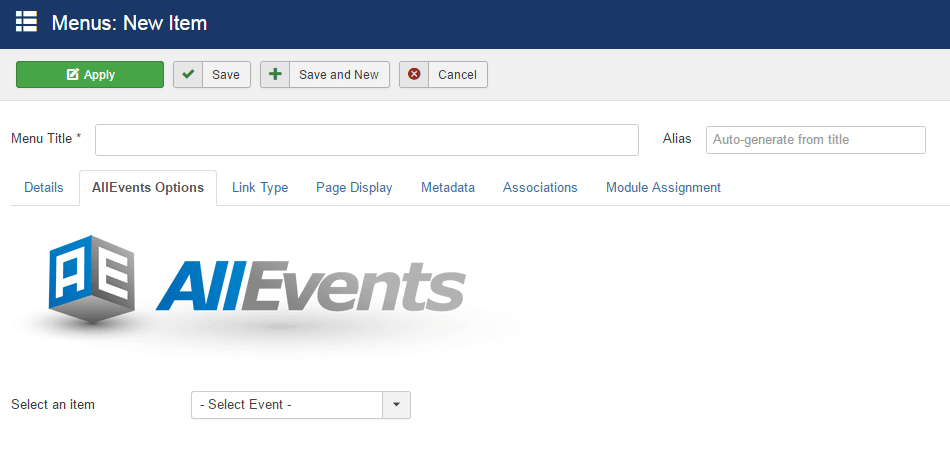 Menus: New Item
Apply Save Save and New Cancel
Menu Title * Alias Auto-generate from title
Details AllEvents Options Link Type Page Display Metadata Associations Module Assignment
AE AllEvents
Select an item - Select Event -